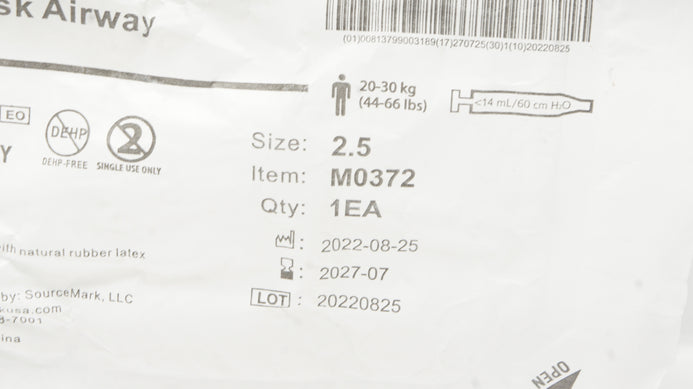 sk Airway
(01)00813799003189(17)270725(30)1(10)20220825
20-30 kg
(44-66 lbs)
<14 mL/60 cm H₂O
EO
DEHP
2
DEHP-FREE
SINGLE USE ONLY
Y
Size: 2.5
Item: M0372
Qty: 1EA
: 2022-08-25
: 2027-07
LOT : 20220825
ith natural rubber latex
by: SourceMark, LLC
kusa.com
8-7001
ina
OPEN